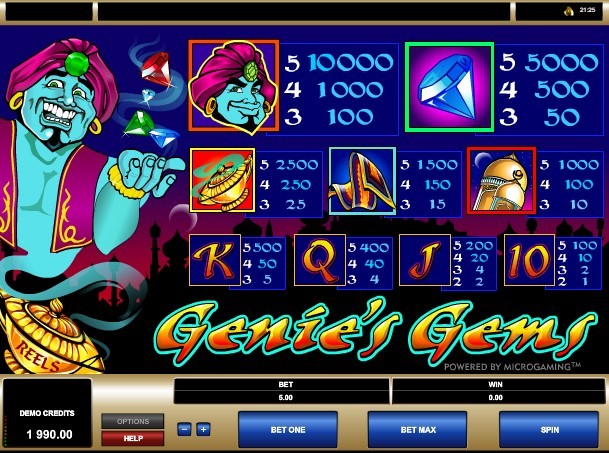 21:25
5 10000
4 1000
3 100
5 5000
4 500
3 50
5 2500
4 250
3 25
5 1500
4 150
3 15
5 1000
4 100
3 10
K
5 500
4 50
3 5
Q
5 400
4 40
3 4
J
5 200
4 20
3 4
2 2
10
5 100
4 10
3 2
2 1
Genie's Gems
POWERED BY MICROGAMING™
REELS
BET
5.00
WIN
0.00
DEMO CREDITS
1 990.00
OPTIONS
HELP
− +
BET ONE
BET MAX
SPIN